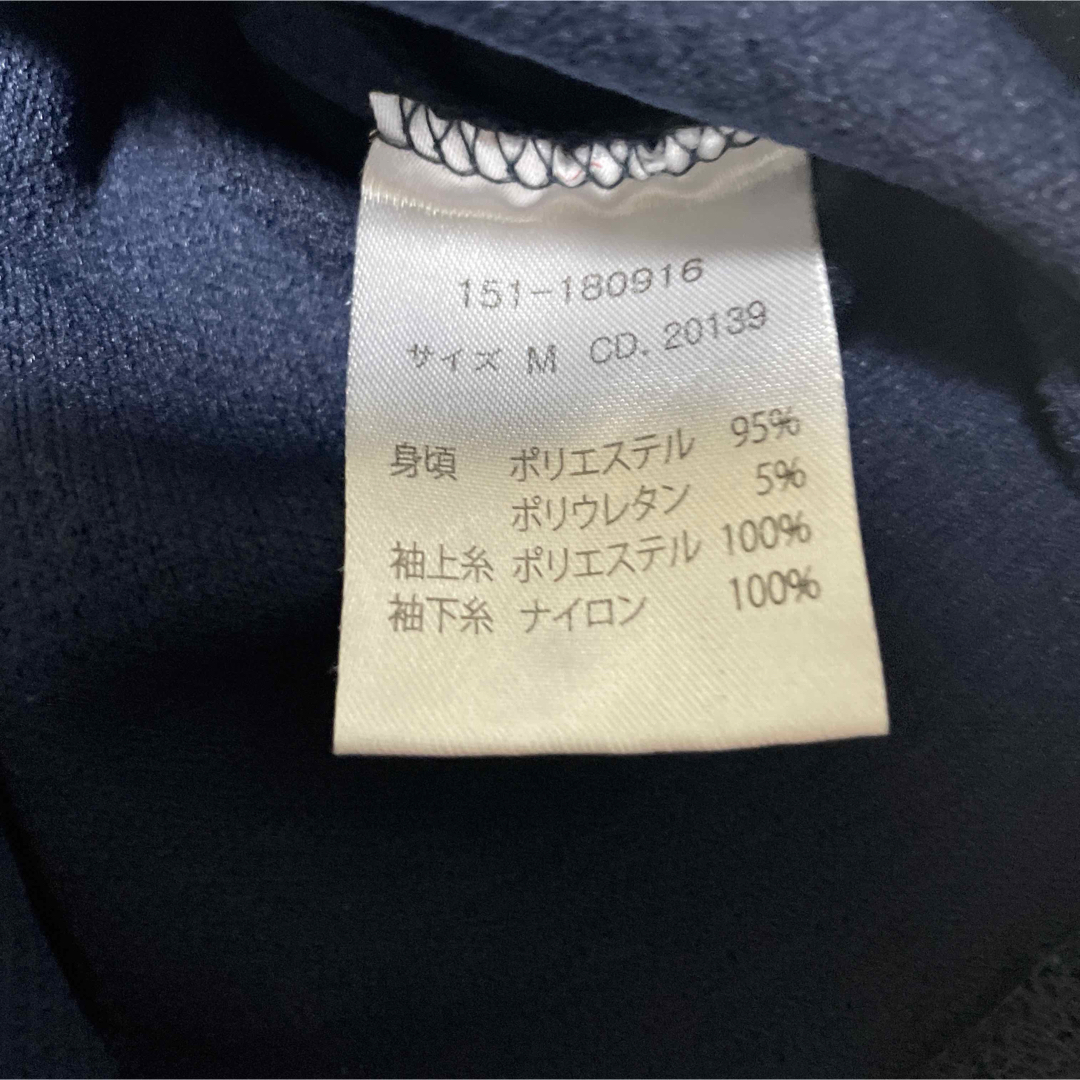 151-180916
サイズ M CD. 20139
身頃 ポリエステル 95%
ポリウレタン 5%
袖上糸 ポリエステル 100%
袖下糸 ナイロン 100%